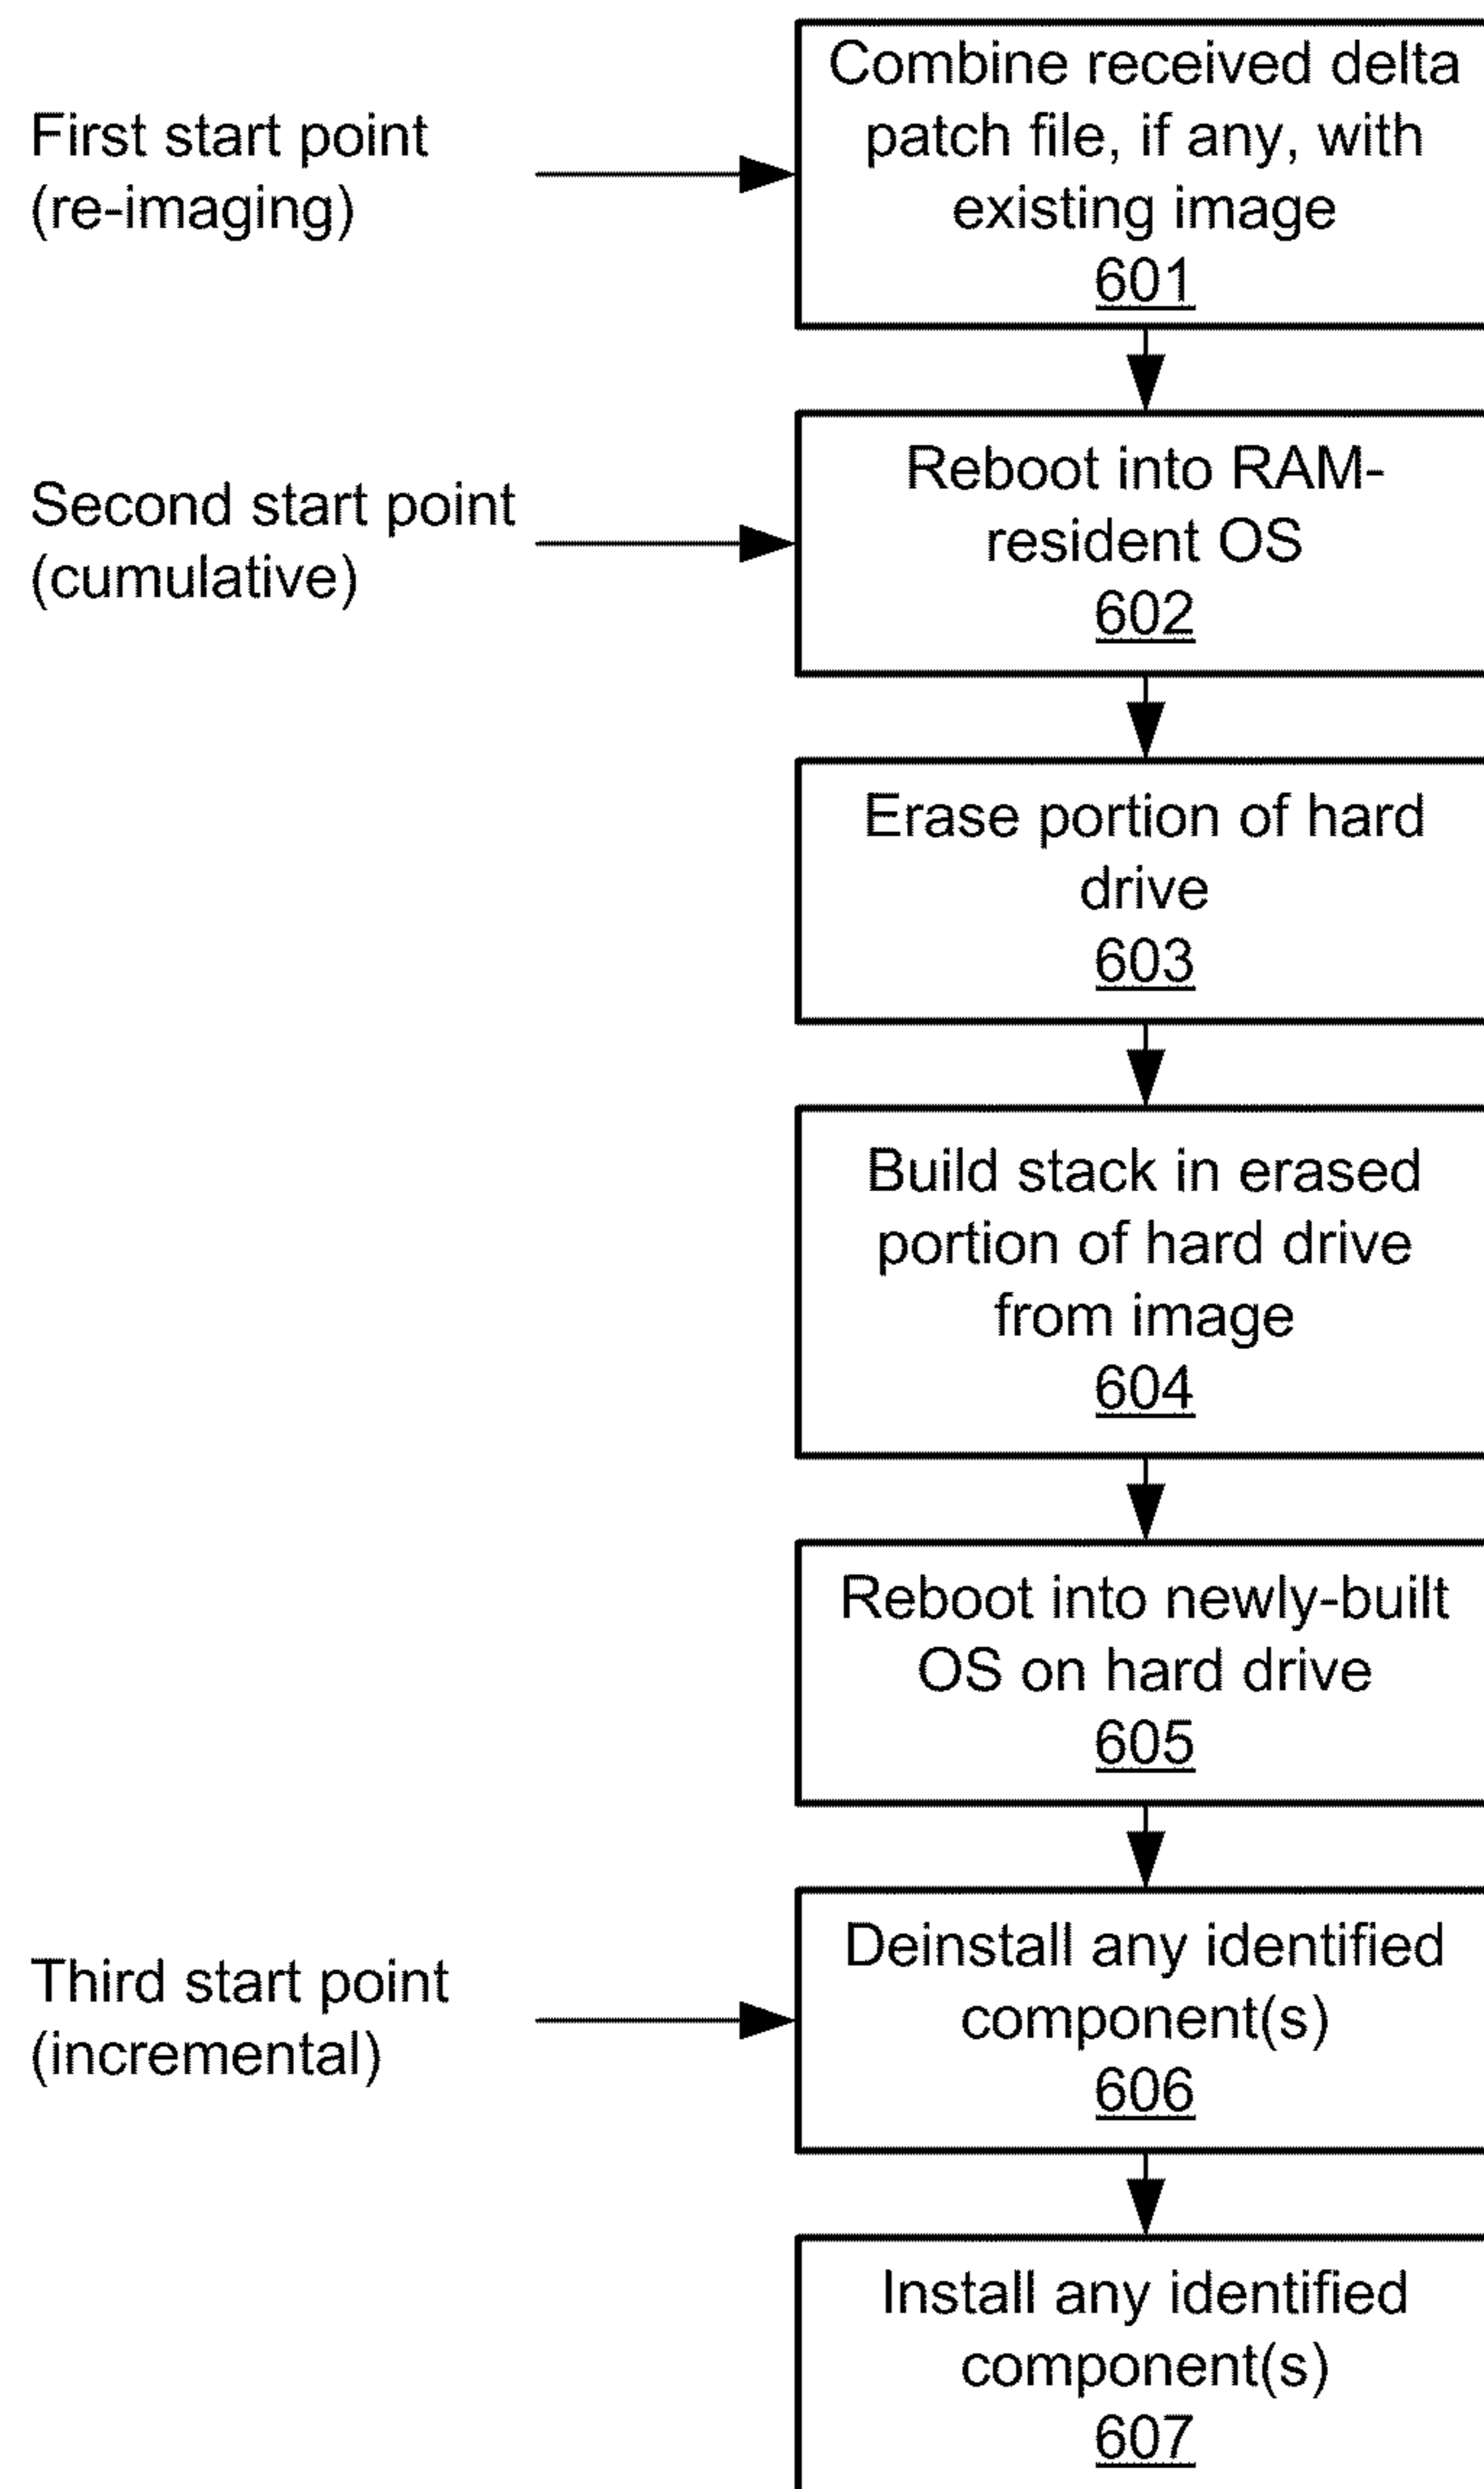 First start point
(re-imaging)
Combine received delta
patch file, if any, with
existing image
601
Second start point
(cumulative)
Reboot into RAM-
resident OS
602
Erase portion of hard
drive
603
Build stack in erased
portion of hard drive
from image
604
Reboot into newly-built
OS on hard drive
605
Third start point
(incremental)
Deinstall any identified
component(s)
606
Install any identified
component(s)
607